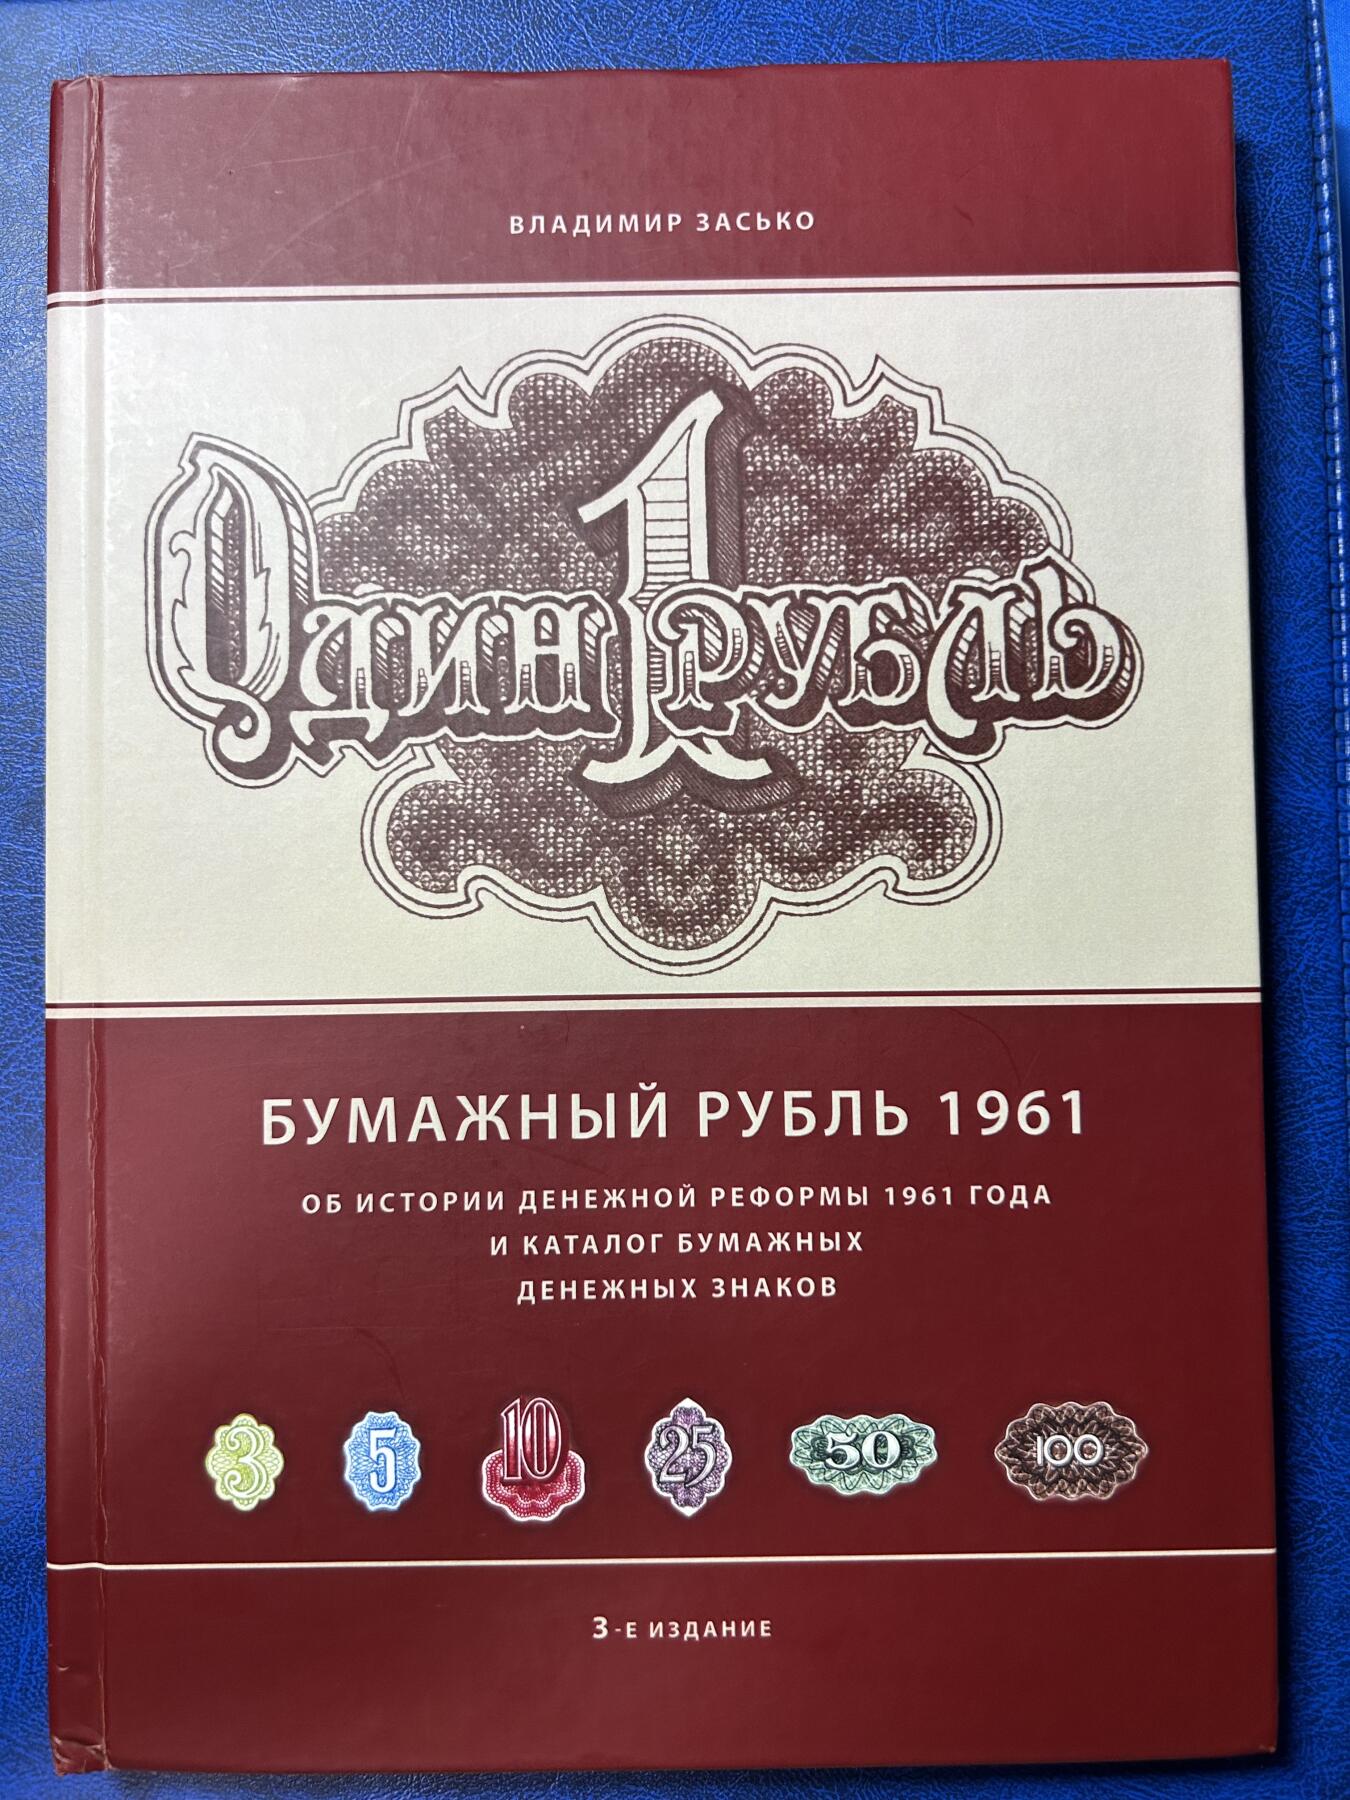 ВЛАДИМИР ЗАСЬКО
1
Один рубль
БУМАЖНЫЙ РУБЛЬ 1961
ОБ ИСТОРИИ ДЕНЕЖНОЙ РЕФОРМЫ 1961 ГОДА
И КАТАЛОГ БУМАЖНЫХ
ДЕНЕЖНЫХ ЗНАКОВ
3 5 10 25 50 100
3-Е ИЗДАНИЕ